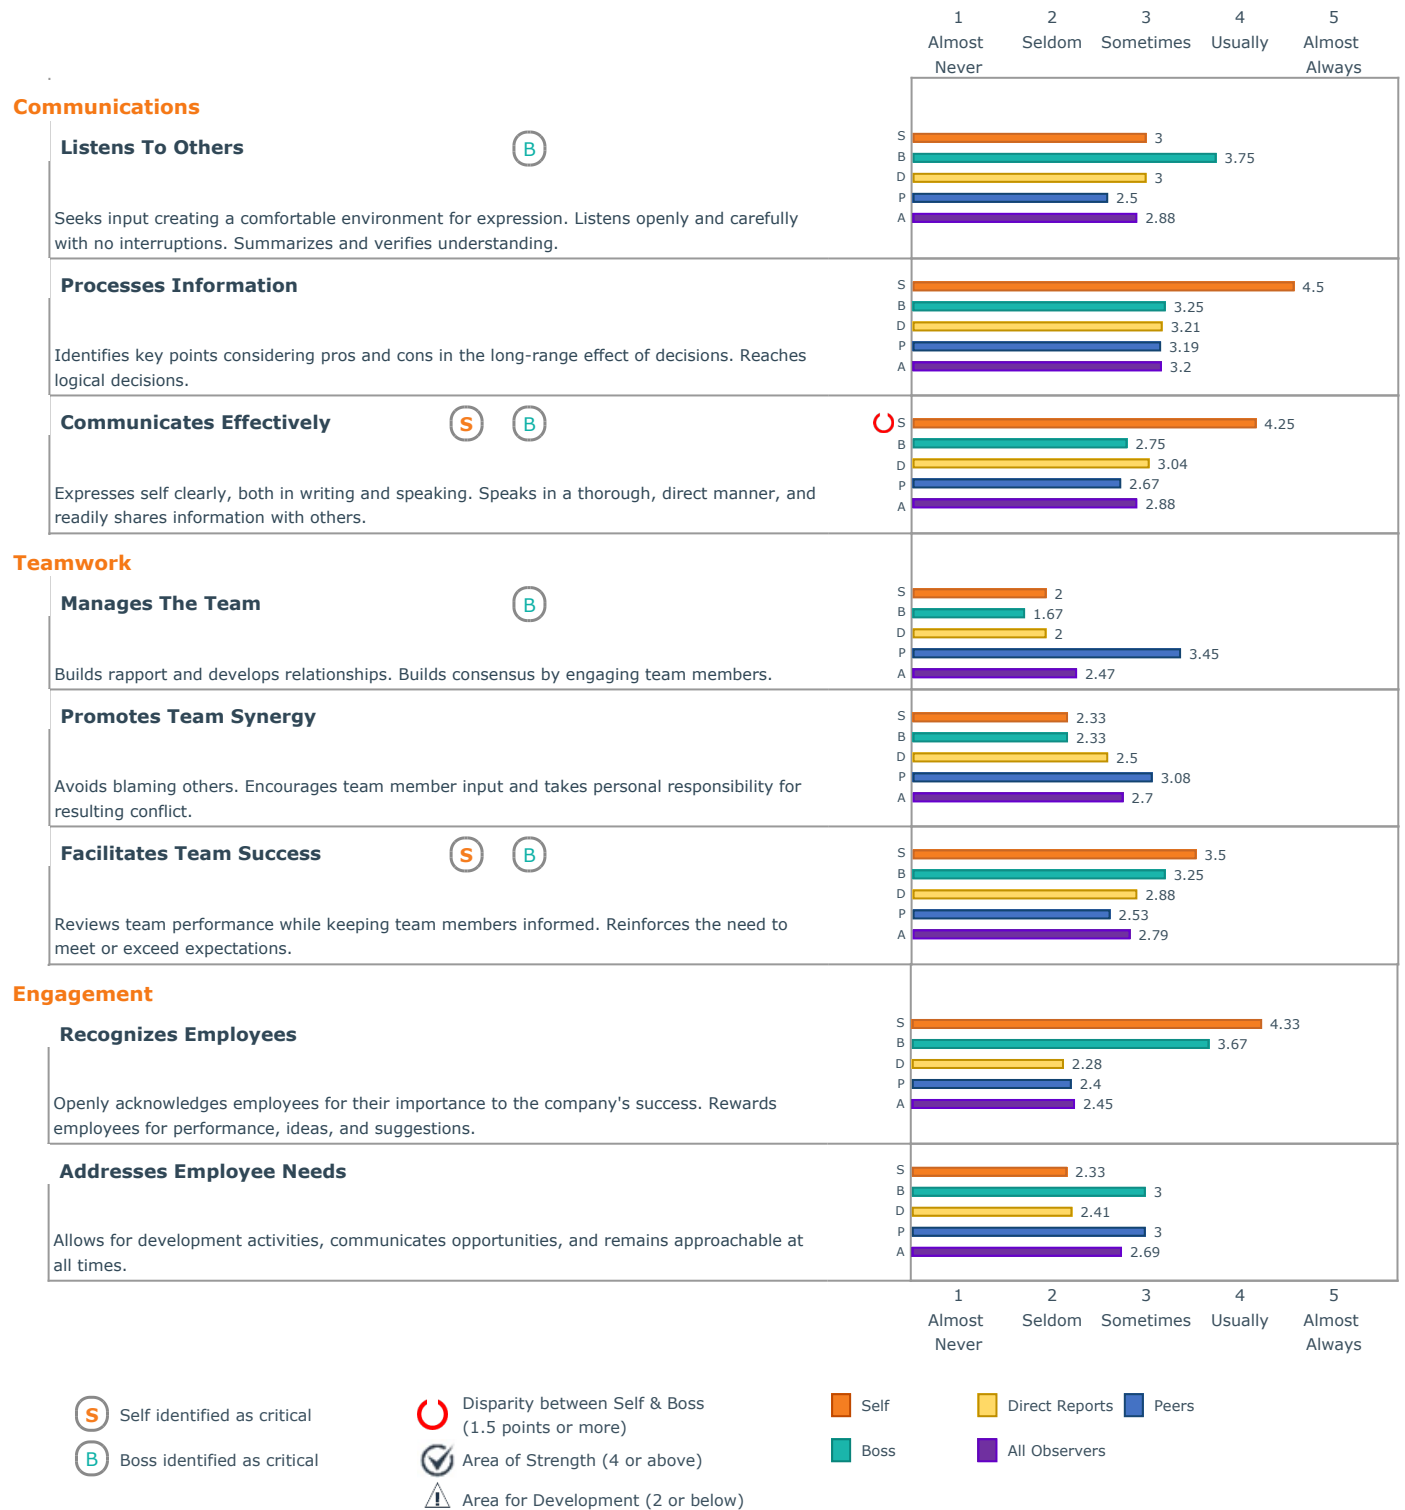 1 2 3 4 5
Almost Seldom Sometimes Usually Almost
Never Always
Communications
Listens To Others B
S 3
B 3.75
D 3
P 2.5
A 2.88
Seeks input creating a comfortable environment for expression. Listens openly and carefully
with no interruptions. Summarizes and verifies understanding.
Processes Information
S 4.5
B 3.25
D 3.21
P 3.19
A 3.2
Identifies key points considering pros and cons in the long-range effect of decisions. Reaches
logical decisions.
Communicates Effectively S B
S 4.25
B 2.75
D 3.04
P 2.67
A 2.88
Expresses self clearly, both in writing and speaking. Speaks in a thorough, direct manner, and
readily shares information with others.
Teamwork
Manages The Team B
S 2
B 1.67
D 2
P 3.45
A 2.47
Builds rapport and develops relationships. Builds consensus by engaging team members.
Promotes Team Synergy
S 2.33
B 2.33
D 2.5
P 3.08
A 2.7
Avoids blaming others. Encourages team member input and takes personal responsibility for
resulting conflict.
Facilitates Team Success S B
S 3.5
B 3.25
D 2.88
P 2.53
A 2.79
Reviews team performance while keeping team members informed. Reinforces the need to
meet or exceed expectations.
Engagement
Recognizes Employees
S 4.33
B 3.67
D 2.28
P 2.4
A 2.45
Openly acknowledges employees for their importance to the company's success. Rewards
employees for performance, ideas, and suggestions.
Addresses Employee Needs
S 2.33
B 3
D 2.41
P 3
A 2.69
Allows for development activities, communicates opportunities, and remains approachable at
all times.
1 2 3 4 5
Almost Seldom Sometimes Usually Almost
Never Always
S Self identified as critical
B Boss identified as critical
Disparity between Self & Boss
(1.5 points or more)
Area of Strength (4 or above)
Area for Development (2 or below)
Self Direct Reports Peers
Boss All Observers